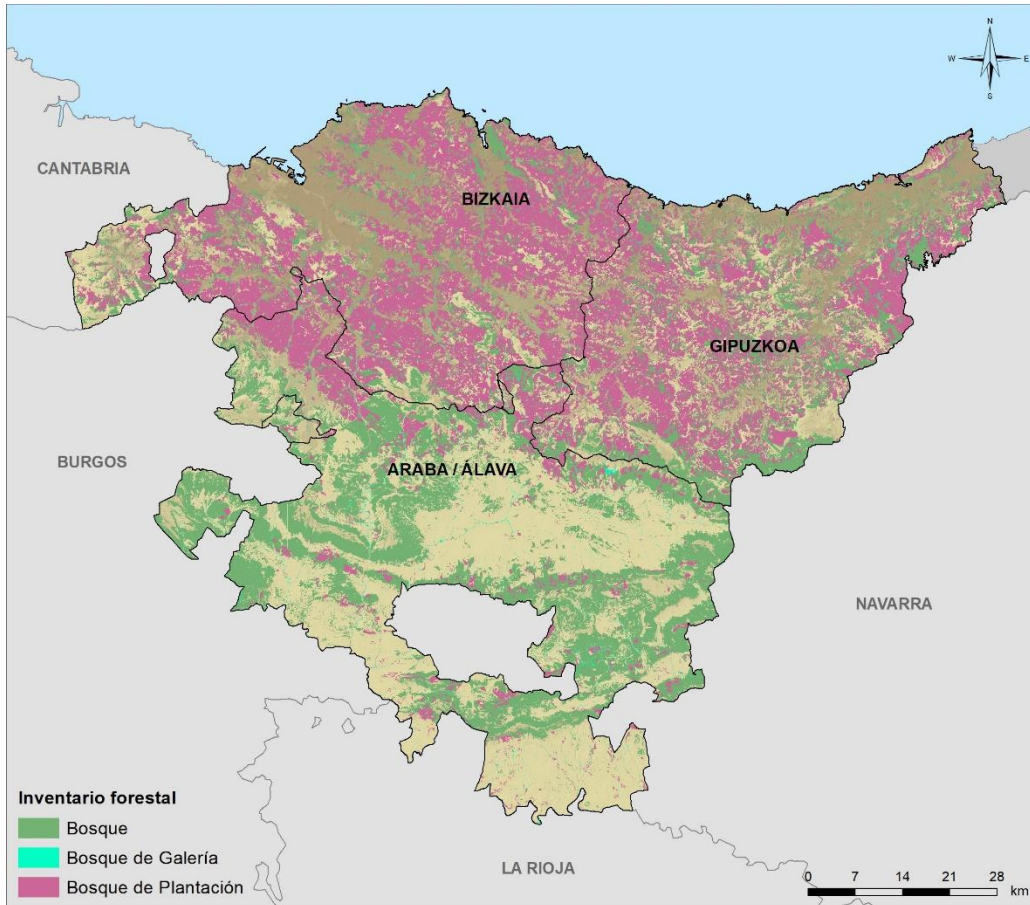 N
W E
S
CANTABRIA
BIZKAIA
GIPUZKOA
BURGOS
ARABA / ÁLAVA
NAVARRA
Inventario forestal
Bosque
Bosque de Galería
Bosque de Plantación
LA RIOJA
0 7 14 21 28
km